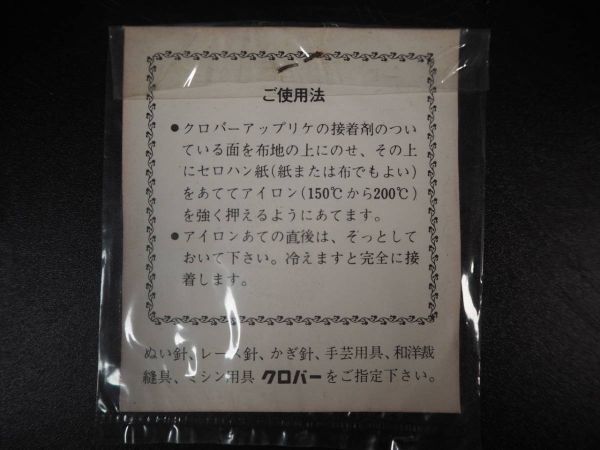 ご使用法
●クロバーアップリケの接着剤のつい
ている面を布地の上にのせ、その上
にセロハン紙(紙または布でもよい)
をあててアイロン(150℃から200℃)
を強く押えるようにあてます。
●アイロンあての直後は、そっとして
おいて下さい。冷えますと完全に接
着します。
ぬい針、レース針、かぎ針、手芸用具、和洋裁
縫具、ミシン用具 クロバーをご指定下さい。